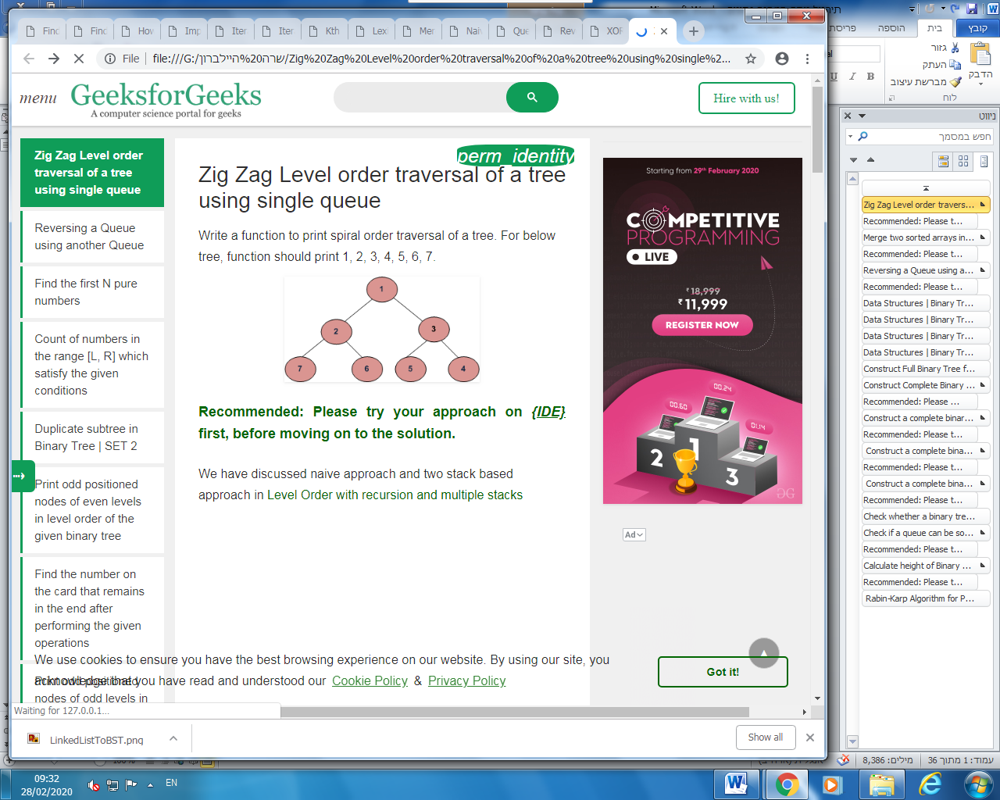 Find
Find
How
Imp
Iter
Iter
Kth
Lex
Mer
Naiv
Que
Rev
XOF
File
file:///G:/שרה%20היילברון/Zig%20Zag%20Level%20order%20traversal%20of%20a%20tree%20using%20single%2...
menu
GeeksforGeeks
A computer science portal for geeks
Hire with us!
Zig Zag Level order
traversal of a tree
using single queue
Reversing a Queue
using another Queue
Find the first N pure
numbers
Count of numbers in
the range [L, R] which
satisfy the given
conditions
Duplicate subtree in
Binary Tree | SET 2
Print odd positioned
nodes of even levels
in level order of the
given binary tree
Find the number on
the card that remains
in the end after
performing the given
operations
Print odd positioned
nodes of odd levels in
perm_identity
Zig Zag Level order traversal of a tree
using single queue
Write a function to print spiral order traversal of a tree. For below
tree, function should print 1, 2, 3, 4, 5, 6, 7.
1
2
3
7
6
5
4
Recommended: Please try your approach on {IDE}
first, before moving on to the solution.
We have discussed naive approach and two stack based
approach in Level Order with recursion and multiple stacks
Starting from 29th February 2020
COMPETITIVE
PROGRAMMING
LIVE
₹18,999
₹11,999
REGISTER NOW
00.24
00.60
01.14
2
1
3
Ad
We use cookies to ensure you have the best browsing experience on our website. By using our site, you
acknowledge that you have read and understood our Cookie Policy & Privacy Policy
Got it!
Waiting for 127.0.0.1...
LinkedListToBST.png
Show all
קובץ
בית
הוספה
פריסת
גזור
העתק
מברשת עיצוב
הדבק
לוח
ניווט
חפש במסמך
Zig Zag Level order travers...
Recommended: Please t...
Merge two sorted arrays in...
Recommended: Please t...
Reversing a Queue using a...
Recommended: Please t...
Data Structures | Binary Tr...
Data Structures | Binary Tr...
Data Structures | Binary Tr...
Data Structures | Binary Tr...
Construct Full Binary Tree f...
Construct Complete Binary ...
Recommended: Please ...
Construct a complete binar...
Recommended: Please t...
Construct a complete bina...
Recommended: Please t...
Construct a complete bina...
Recommended: Please t...
Check whether a binary tre...
Check if a queue can be so...
Recommended: Please t...
Calculate height of Binary ...
Recommended: Please t...
Rabin-Karp Algorithm for P...
עמוד: 1 מתוך 36
מילים: 8,386
09:32
28/02/2020
EN